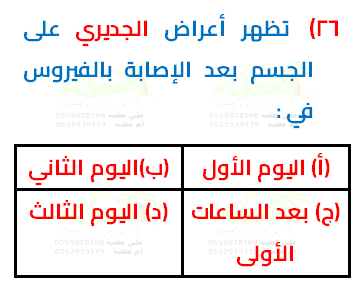 ٢٦) تظهر أعراض الجديري على
الجسم بعد الإصابة بالفيروس
في :
(أ) اليوم الأول
(ب)اليوم الثاني
(ج) بعد الساعات
الأولى
(د) اليوم الثالث